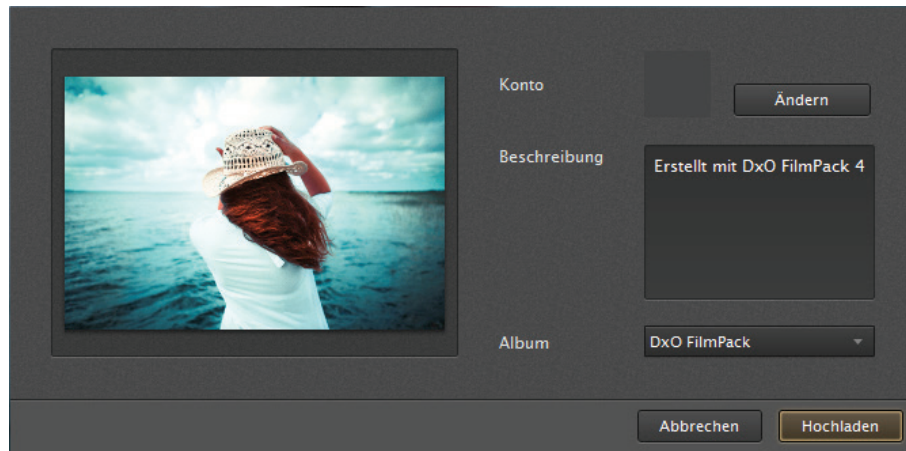 Konto
Ändern
Beschreibung
Erstellt mit DxO FilmPack 4
Album
DxO FilmPack
Abbrechen
Hochladen